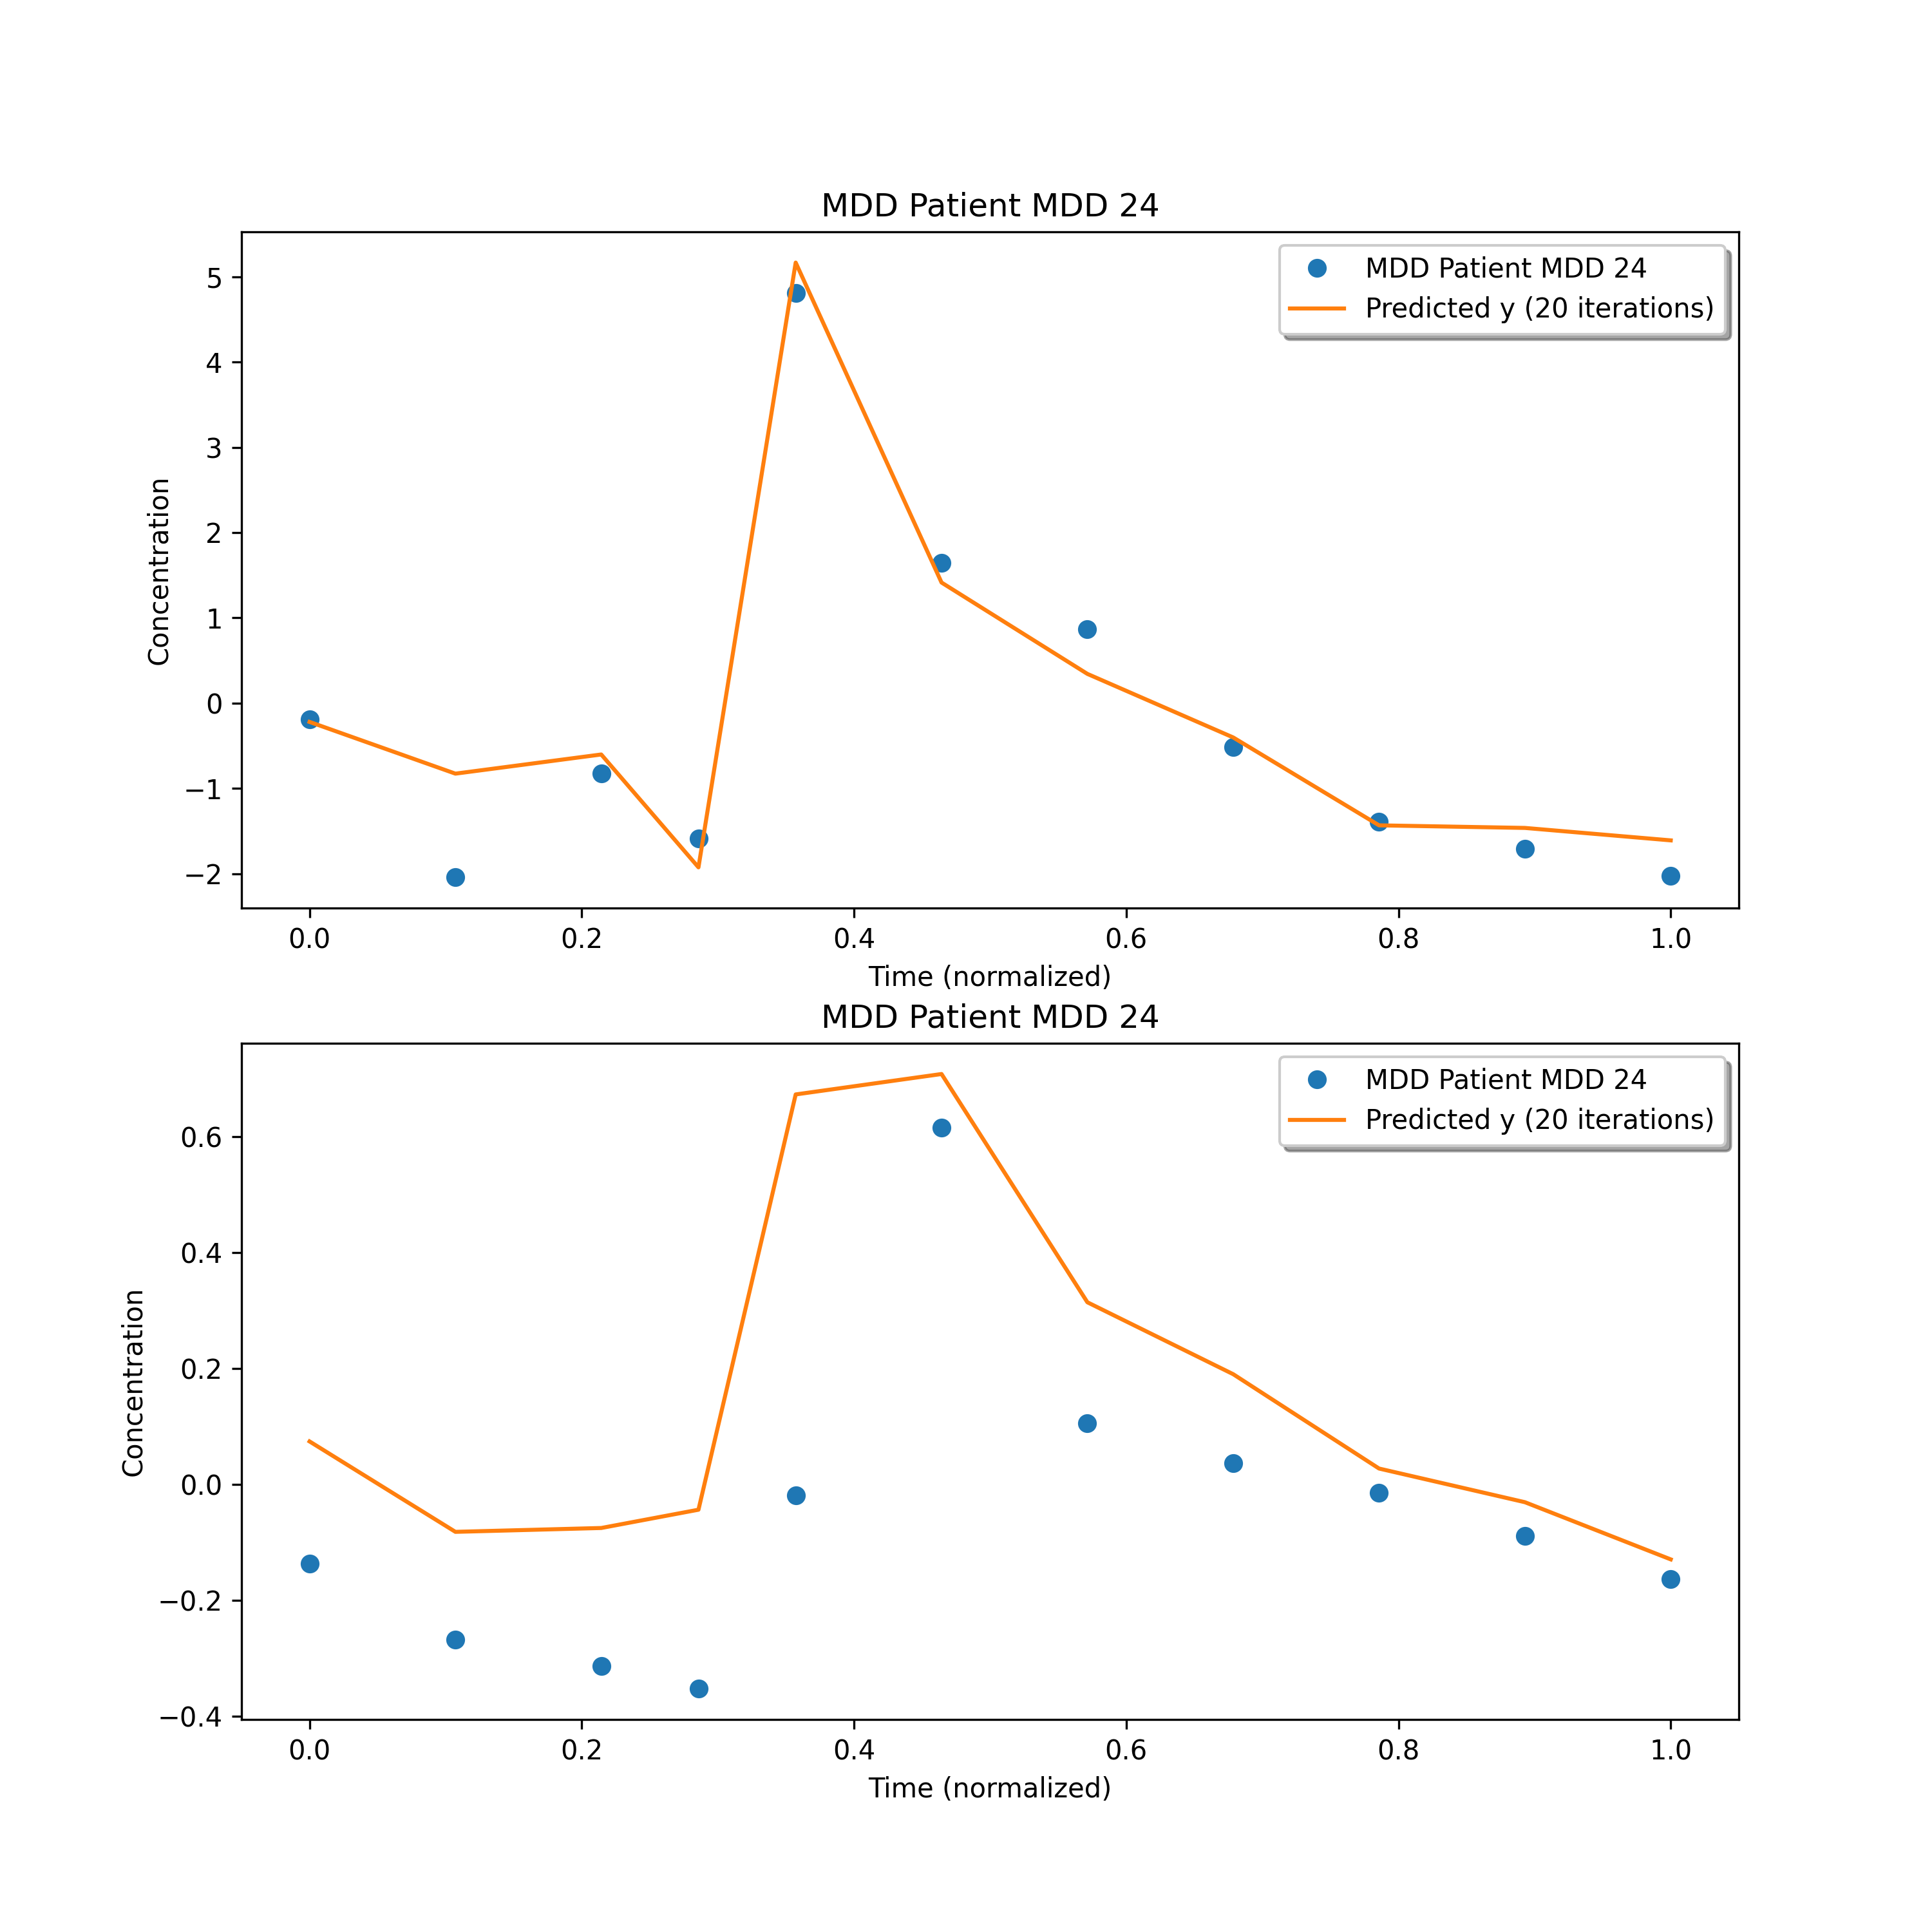 MDD Patient MDD 24
MDD Patient MDD 24
Predicted y (20 iterations)
5
4
3
2
1
0
−1
−2
Concentration
0.0 0.2 0.4 0.6 0.8 1.0
Time (normalized)
MDD Patient MDD 24
MDD Patient MDD 24
Predicted y (20 iterations)
0.6
0.4
0.2
0.0
−0.2
−0.4
Concentration
0.0 0.2 0.4 0.6 0.8 1.0
Time (normalized)